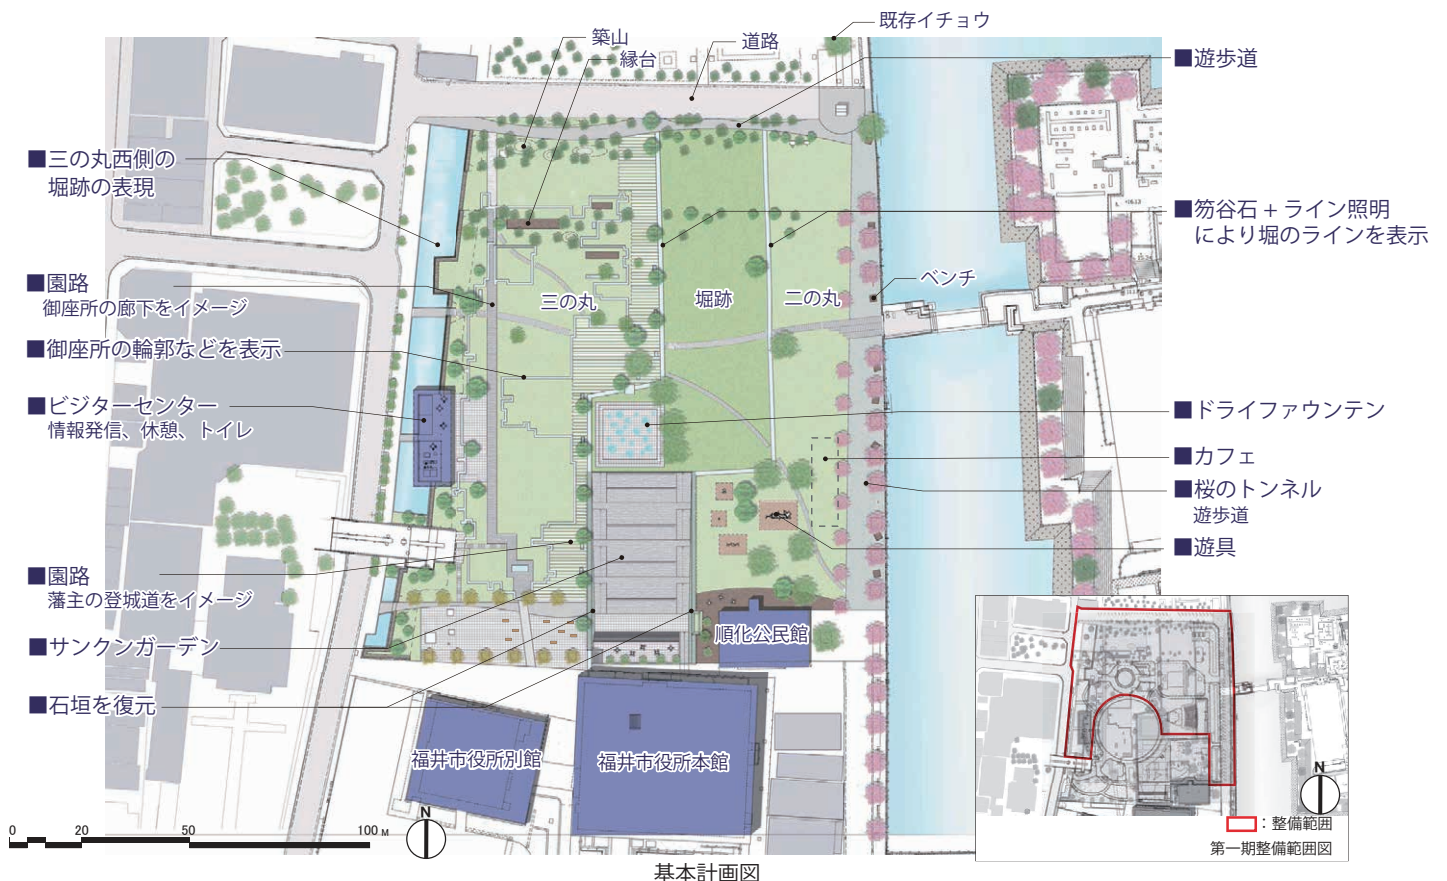 既存イチョウ
築山
道路
縁台
■遊歩道
■三の丸西側の
堀跡の表現
■笏谷石 + ライン照明
により堀のラインを表示
ベンチ
■園路
御座所の廊下をイメージ
三の丸
堀跡
二の丸
■御座所の輪郭などを表示
■ビジターセンター
情報発信、休憩、トイレ
■ドライファウンテン
■カフェ
■桜のトンネル
遊歩道
■遊具
■園路
藩主の登城道をイメージ
■サンクンガーデン
順化公民館
■石垣を復元
福井市役所別館
福井市役所本館
N
:整備範囲
第一期整備範囲図
0 20 50 100 M
N
基本計画図